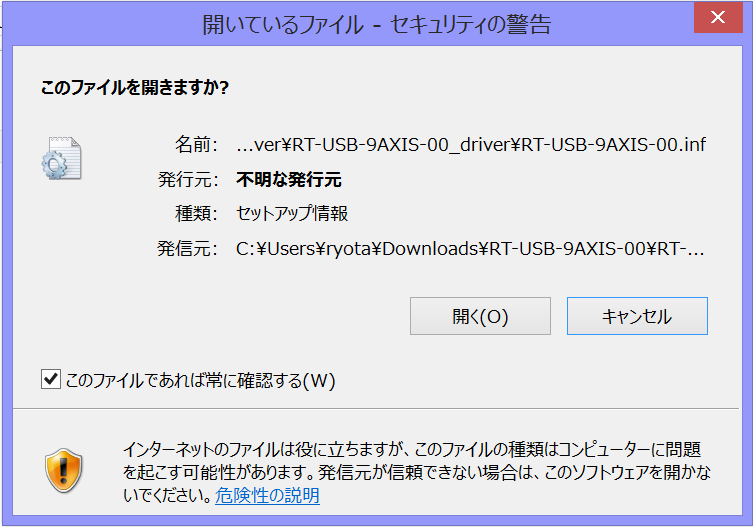 開いているファイル - セキュリティの警告
このファイルを開きますか?
名前: ...ver¥RT-USB-9AXIS-00_driver¥RT-USB-9AXIS-00.inf
発行元: 不明な発行元
種類: セットアップ情報
発信元: C:¥Users¥ryota¥Downloads¥RT-USB-9AXIS-00¥RT-...
開く(O) キャンセル
このファイルであれば常に確認する(W)
インターネットのファイルは役に立ちますが、このファイルの種類はコンピューターに問題
を起こす可能性があります。発信元が信頼できない場合は、このソフトウェアを開かな
いでください。危険性の説明